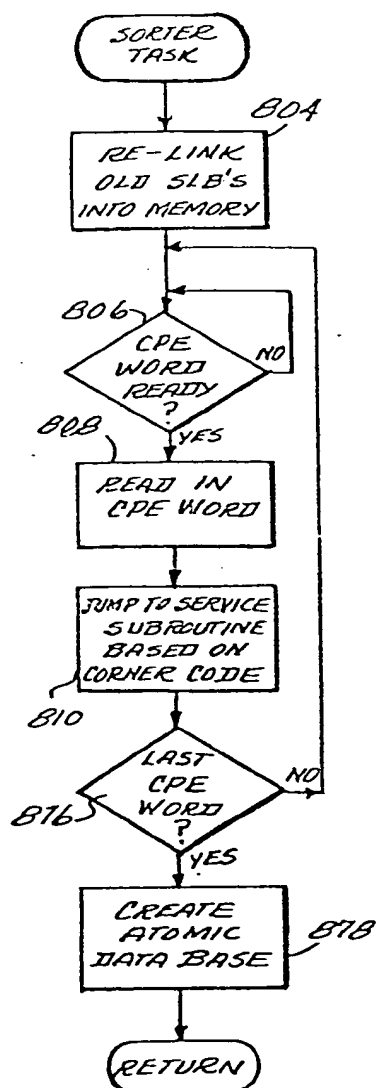 SORTER
TASK
804
RE-LINK
OLD SLB'S
INTO MEMORY
806
CPE
WORD
READY
?
NO
YES
808
READ IN
CPE WORD
JUMP TO SERVICE
SUBROUTINE
BASED ON
CORNER CODE
810
LAST
CPE
WORD
?
NO
876
YES
CREATE
ATOMIC
DATA BASE
878
RETURN